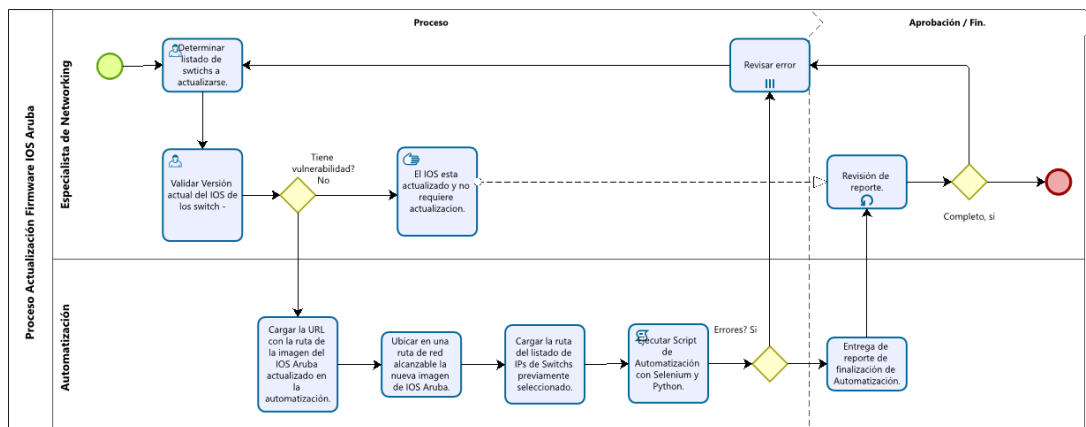 Proceso Actualización Firmware IOS Aruba
Proceso
Aprobación / Fin.
Especialista de Networking
Determinar
listado de
swtichs a
actualizarse.
Revisar error
Validar Versión
actual del IOS de
los switch -
Tiene
vulnerabilidad?
No
El IOS esta
actualizado y no
requiere
actualizacion.
Revisión de
reporte.
Completo, si
Automatización
Cargar la URL
con la ruta de
la imagen del
IOS Aruba
actualizado en
la
automatización.
Ubicar en una
ruta de red
alcanzable la
nueva imagen
de IOS Aruba.
Cargar la ruta
del listado de
IPs de Switchs
previamente
seleccionado.
Ejecutar Script
de
Automatización
con Selenium y
Python.
Errores? Si
Entrega de
reporte de
finalización de
Automatización.